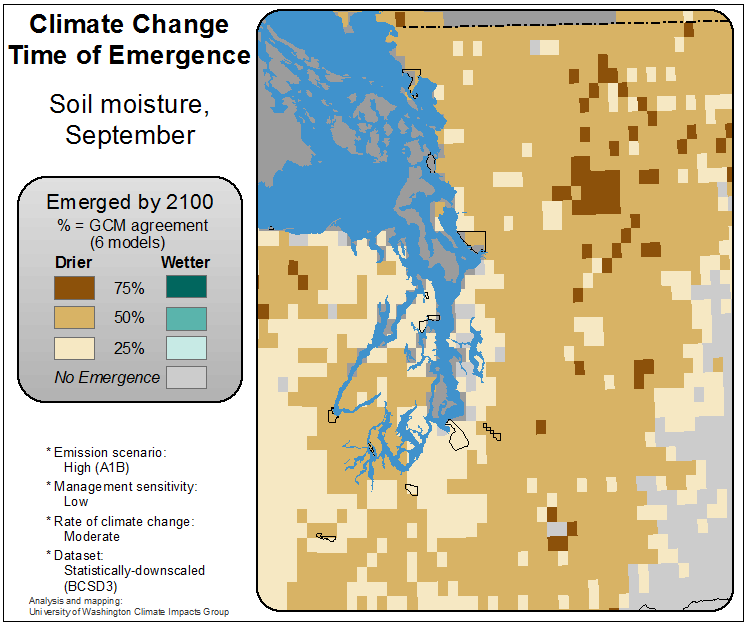 Climate Change
Time of Emergence
Soil moisture,
September
Emerged by 2100
% = GCM agreement
(6 models)
Drier Wetter
75%
50%
25%
No Emergence
* Emission scenario:
High (A1B)
* Management sensitivity:
Low
* Rate of climate change:
Moderate
* Dataset:
Statistically-downscaled
(BCSD3)
Analysis and mapping:
University of Washington Climate Impacts Group